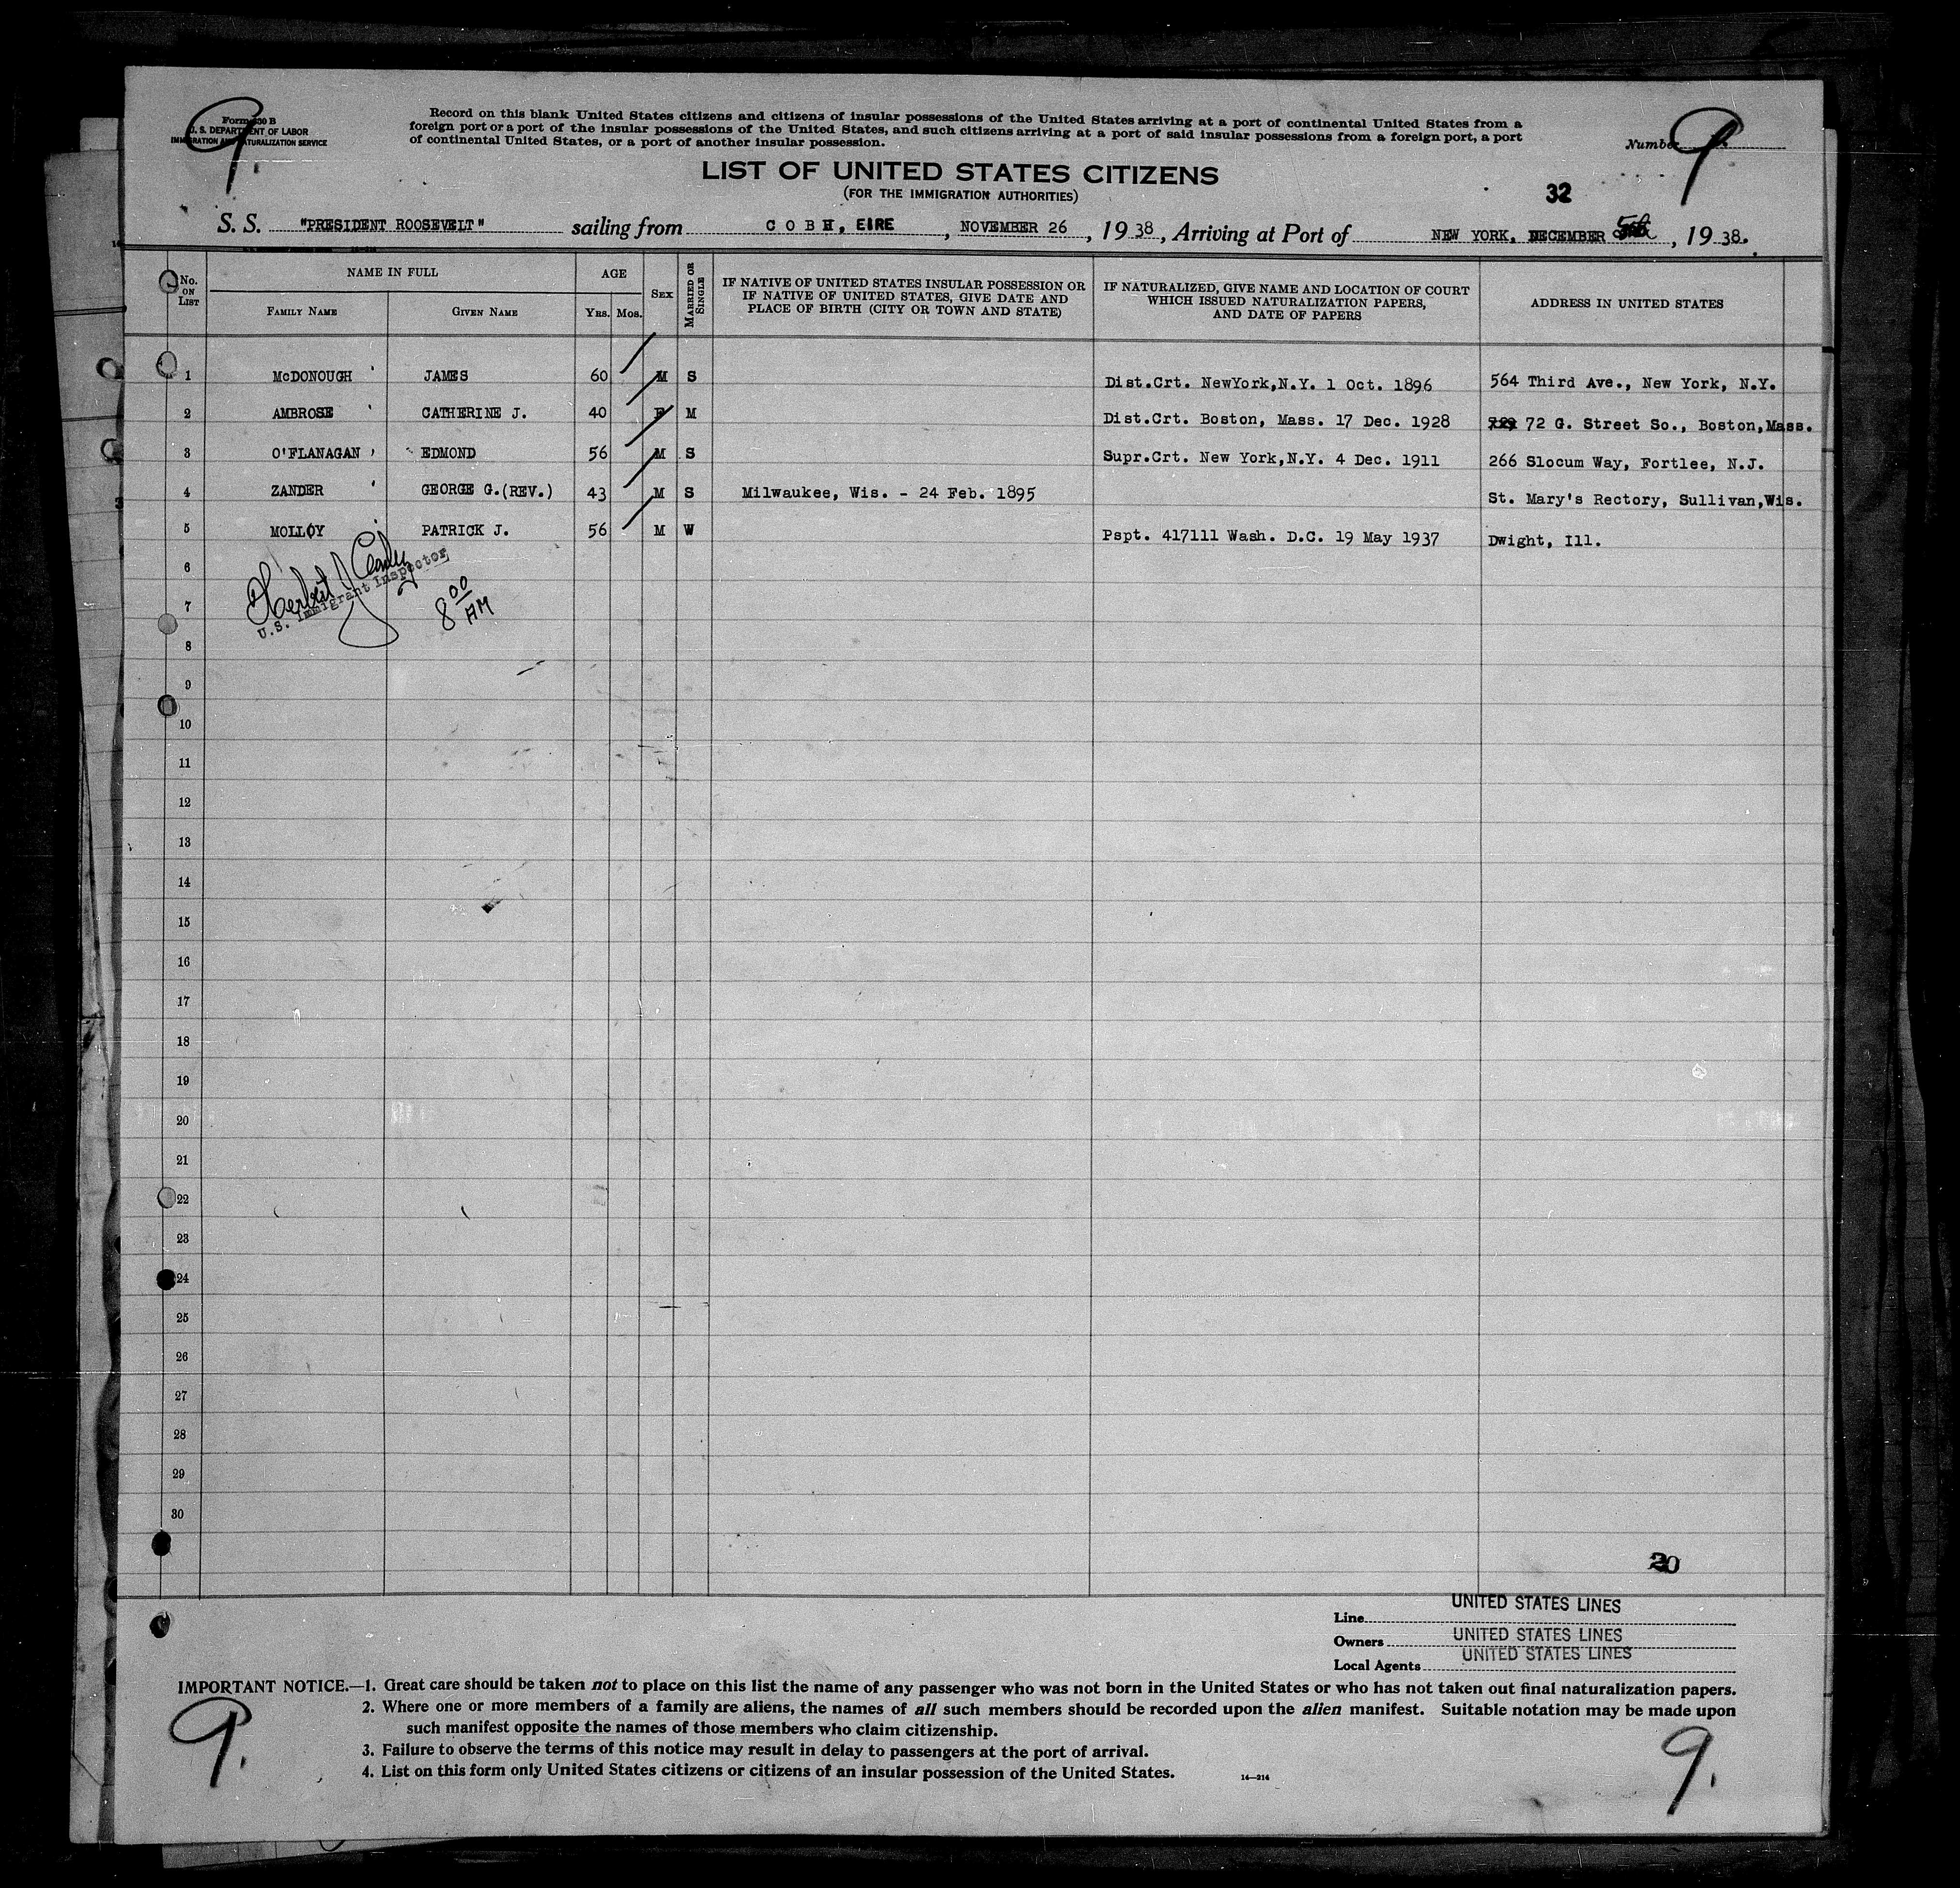 9.
Form 630 B
U. S. DEPARTMENT OF LABOR
IMMIGRATION AND NATURALIZATION SERVICE
Record on this blank United States citizens and citizens of insular possessions of the United States arriving at a port of continental United States from a
foreign port or a port of the insular possessions of the United States, and such citizens arriving at a port of said insular possessions from a foreign port, a port
of continental United States, or a port of another insular possession.
Number 9.
LIST OF UNITED STATES CITIZENS
(FOR THE IMMIGRATION AUTHORITIES)
32
S. S. "PRESIDENT ROOSEVELT" sailing from COBH, EIRE, NOVEMBER 26, 1938, Arriving at Port of NEW YORK, DECEMBER 5th, 1938.
No. ON LIST
NAME IN FULL
FAMILY NAME GIVEN NAME
AGE
YRS. MOS.
SEX
MARRIED OR SINGLE
IF NATIVE OF UNITED STATES INSULAR POSSESSION OR
IF NATIVE OF UNITED STATES, GIVE DATE AND
PLACE OF BIRTH (CITY OR TOWN AND STATE)
IF NATURALIZED, GIVE NAME AND LOCATION OF COURT
WHICH ISSUED NATURALIZATION PAPERS,
AND DATE OF PAPERS
ADDRESS IN UNITED STATES
1 McDONOUGH JAMES 60 M S Dist.Crt. NewYork,N.Y. 1 Oct. 1896 564 Third Ave., New York, N.Y.
2 AMBROSE CATHERINE J. 40 F M Dist.Crt. Boston, Mass. 17 Dec. 1928 72 G. Street So., Boston,Mass.
3 O'FLANAGAN EDMOND 56 M S Supr.Crt. New York,N.Y. 4 Dec. 1911 266 Slocum Way, Fortlee, N.J.
4 ZANDER GEORGE G.(REV.) 43 M S Milwaukee, Wis. - 24 Feb. 1895 St. Mary's Rectory, Sullivan,Wis.
5 MOLLOY PATRICK J. 56 M W Pspt. 417111 Wash. D.C. 19 May 1937 Dwight, Ill.
6
Herbert J
U.S. Immigrant Inspector
8 00 AM
7
8
9
10
11
12
13
14
15
16
17
18
19
20
21
22
23
24
25
26
27
28
29
30
20
Line UNITED STATES LINES
Owners UNITED STATES LINES
Local Agents UNITED STATES LINES
IMPORTANT NOTICE.—1. Great care should be taken not to place on this list the name of any passenger who was not born in the United States or who has not taken out final naturalization papers.
2. Where one or more members of a family are aliens, the names of all such members should be recorded upon the alien manifest. Suitable notation may be made upon
such manifest opposite the names of those members who claim citizenship.
3. Failure to observe the terms of this notice may result in delay to passengers at the port of arrival.
4. List on this form only United States citizens or citizens of an insular possession of the United States.
14—214
9.
9.